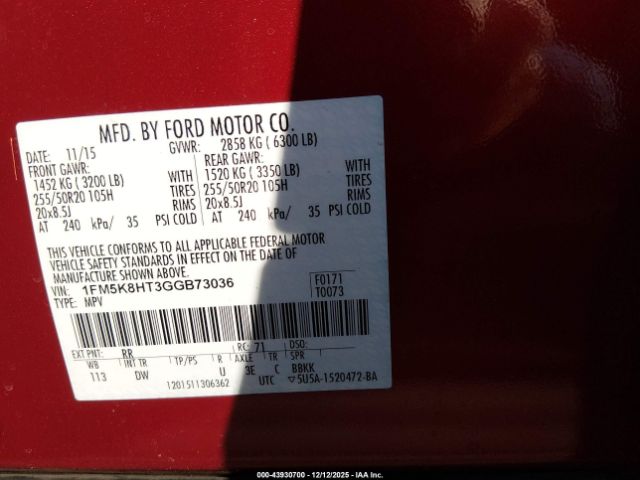 MFD. BY FORD MOTOR CO.
DATE: 11/15 GVWR: 2858 KG ( 6300 LB)
FRONT GAWR: REAR GAWR:
1452 KG ( 3200 LB) WITH 1520 KG ( 3350 LB) WITH
255/50R20 105H TIRES 255/50R20 105H TIRES
20x8.5J RIMS 20x8.5J RIMS
AT 240 kPa/ 35 PSI COLD AT 240 kPa/ 35 PSI COLD
THIS VEHICLE CONFORMS TO ALL APPLICABLE FEDERAL MOTOR
VEHICLE SAFETY STANDARDS IN EFFECT ON THE DATE OF
MANUFACTURE SHOWN ABOVE.
VIN: 1FM5K8HT3GGB73036 F0171
TYPE: MPV T0073
EXT PNT: RR RC: 71 DSO:
WB INT TR TP/PS R AXLE TR SPR
113 DW U 3E C BBKK
1201511306362 UTC ▽5U5A-1520472-BA
000-43930700 - 12/12/2025 - IAA Inc.